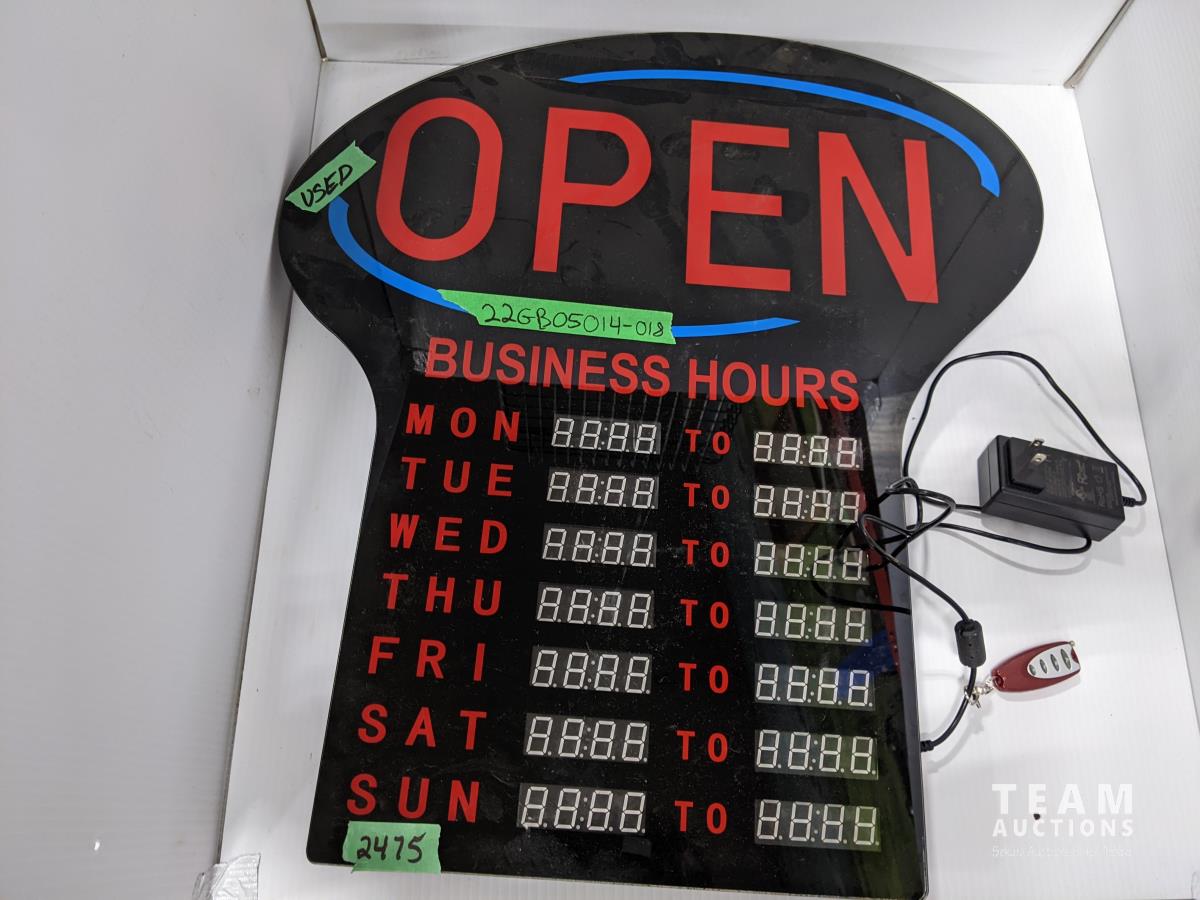 OPEN
USED
22GB05014-018
BUSINESS HOURS
MON TO
TUE TO
WED TO
THU TO
FRI TO
SAT TO
SUN TO
2475
TEAM
AUCTIONS